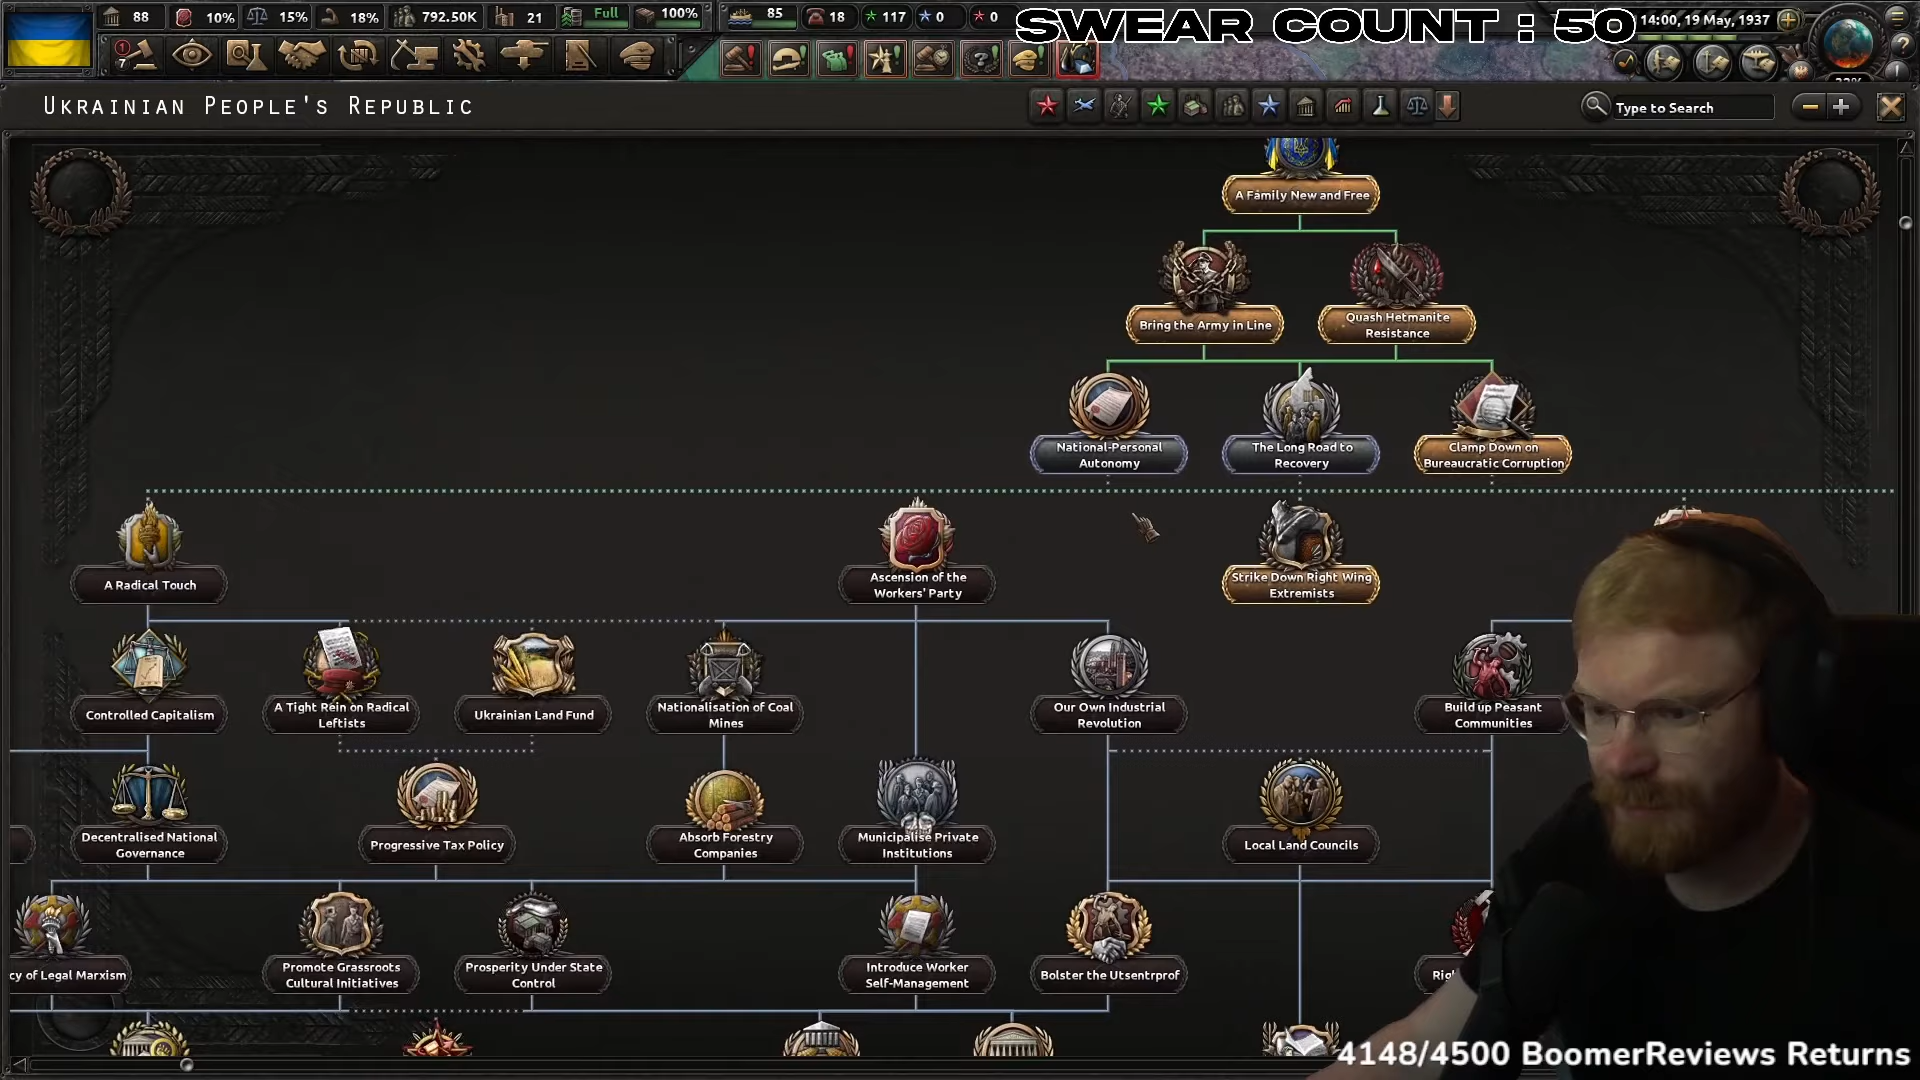 88
10%
15%
18%
792.50K
21
Full
100%
85
18
117
0
0
SWEAR COUNT : 50
14:00, 19 May, 1937
1
7
UKRAINIAN PEOPLE'S REPUBLIC
Type to Search
A Family New and Free
Bring the Army in Line
Quash Hetmanite
Resistance
National-Personal
Autonomy
The Long Road to
Recovery
Clamp Down on
Bureaucratic Corruption
A Radical Touch
Ascension of the
Workers' Party
Strike Down Right Wing
Extremists
Controlled Capitalism
A Tight Rein on Radical
Leftists
Ukrainian Land Fund
Nationalisation of Coal
Mines
Our Own Industrial
Revolution
Build up Peasant
Communities
Decentralised National
Governance
Progressive Tax Policy
Absorb Forestry
Companies
Municipalise Private
Institutions
Local Land Councils
cy of Legal Marxism
Promote Grassroots
Cultural Initiatives
Prosperity Under State
Control
Introduce Worker
Self-Management
Bolster the Utsentrprof
Rig
4148/4500 BoomerReviews Returns